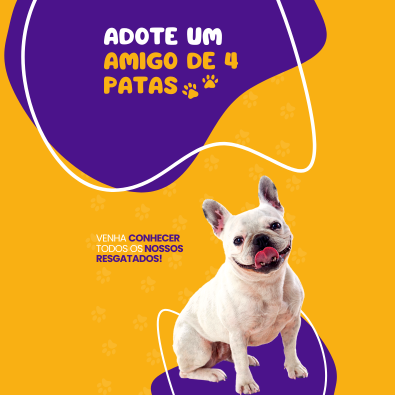 ADOTE UM
AMIGO DE 4
PATAS
VENHA CONHECER
TODOS OS NOSSOS
RESGATADOS!